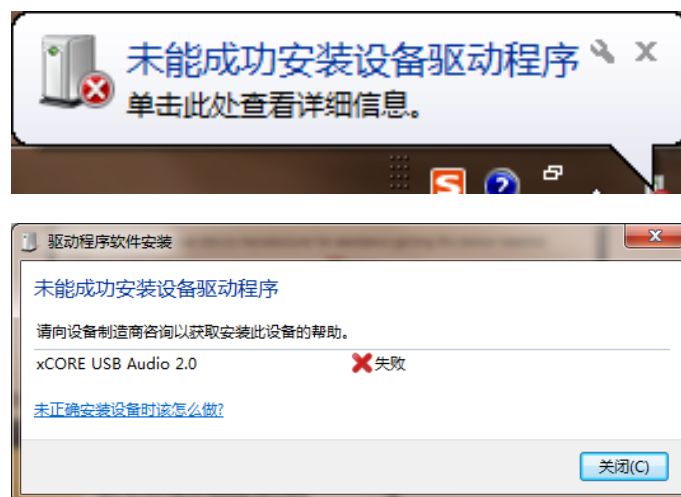 未能成功安装设备驱动程序
单击此处查看详细信息。
驱动程序软件安装
未能成功安装设备驱动程序
请向设备制造商咨询以获取安装此设备的帮助。
xCORE USB Audio 2.0 失败
未正确安装设备时该怎么做?
关闭(C)